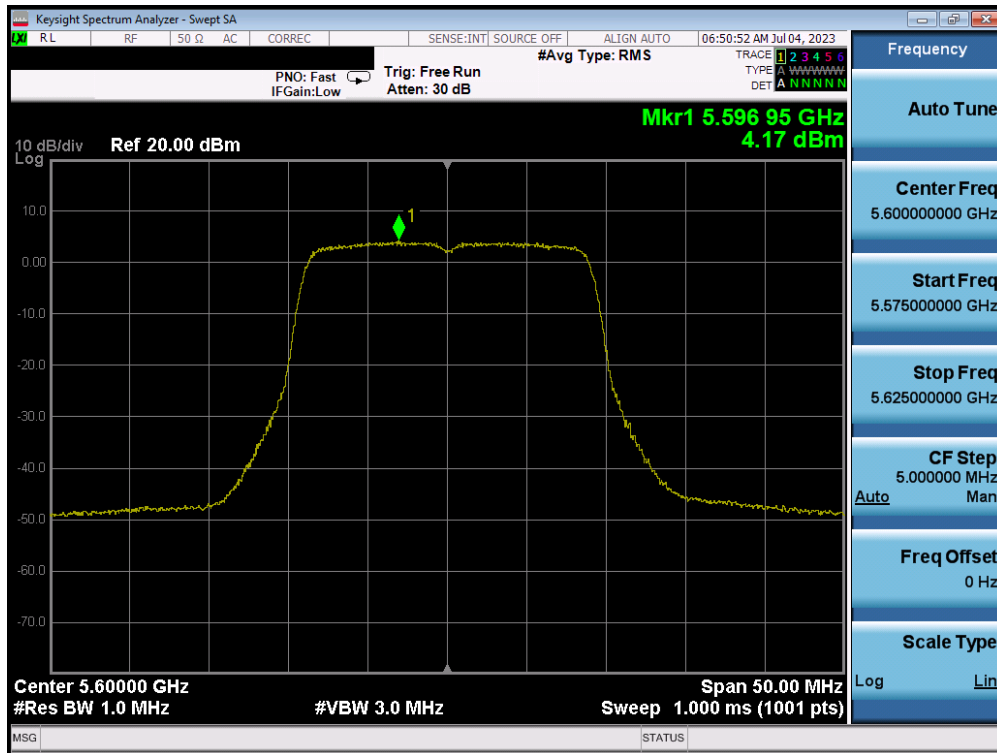 Keysight Spectrum Analyzer - Swept SA
LXI RL RF 50 Ω AC CORREC SENSE:INT SOURCE OFF ALIGN AUTO 06:50:52 AM Jul 04, 2023
#Avg Type: RMS
TRACE 1 2 3 4 5 6
TYPE A WWWWW
DET A N N N N N
PNO: Fast
IFGain:Low
Trig: Free Run
Atten: 30 dB
Mkr1 5.596 95 GHz
4.17 dBm
10 dB/div Ref 20.00 dBm
Log
10.0
0.00
-10.0
-20.0
-30.0
-40.0
-50.0
-60.0
-70.0
1
Center 5.60000 GHz
Span 50.00 MHz
#Res BW 1.0 MHz
#VBW 3.0 MHz
Sweep 1.000 ms (1001 pts)
MSG
STATUS
Frequency
Auto Tune
Center Freq
5.600000000 GHz
Start Freq
5.575000000 GHz
Stop Freq
5.625000000 GHz
CF Step
5.000000 MHz
Auto Man
Freq Offset
0 Hz
Scale Type
Log Lin